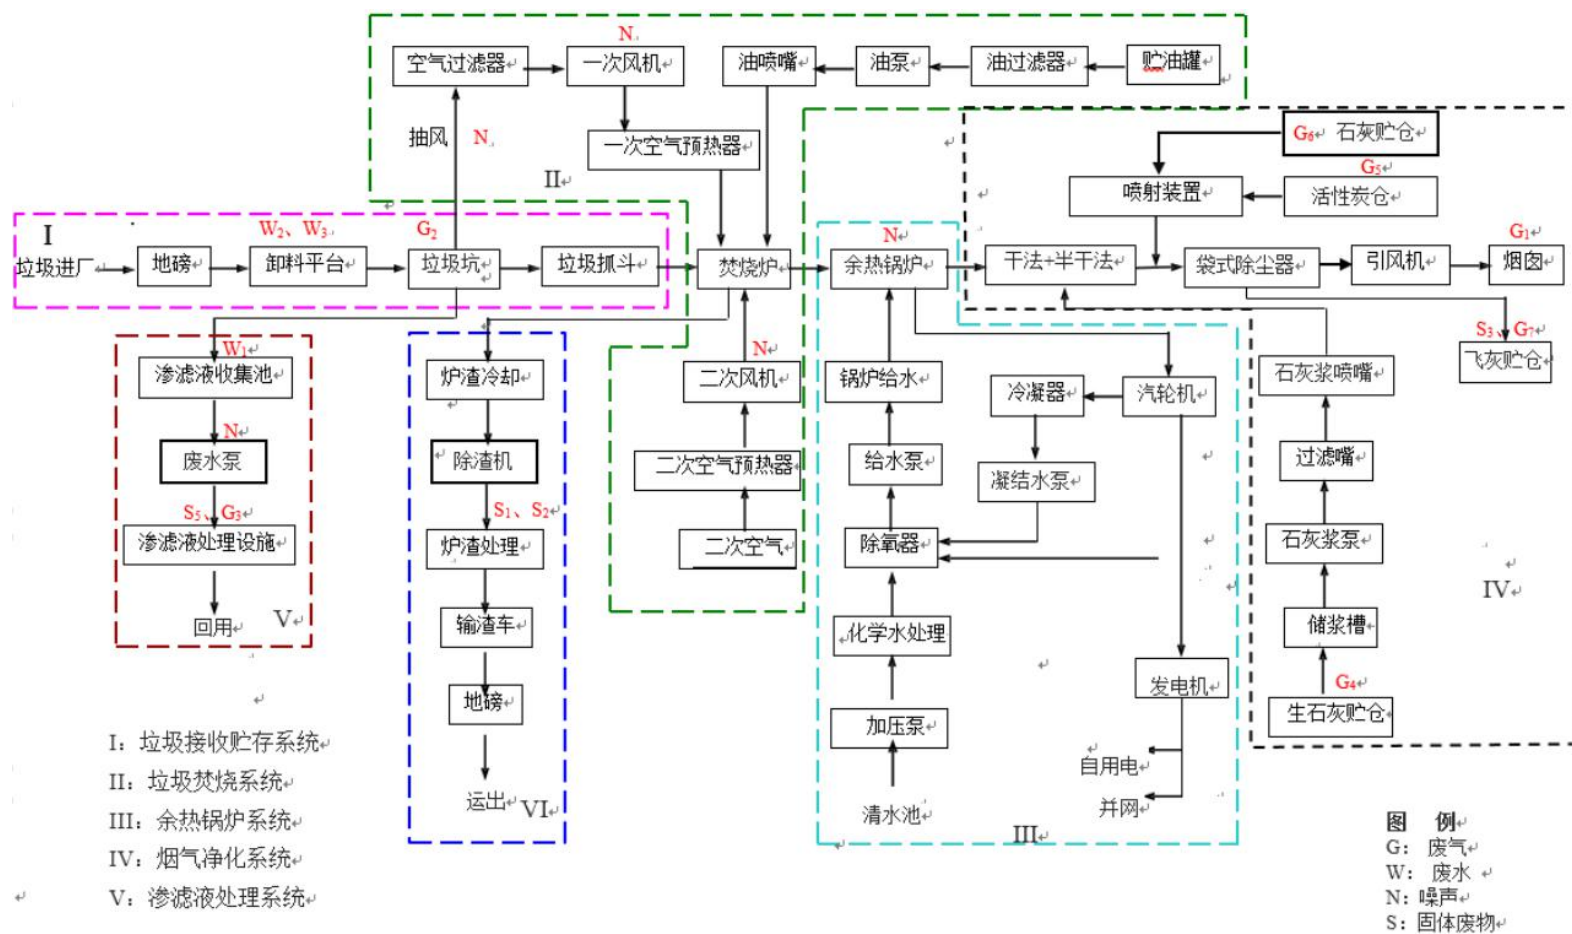 N
空气过滤器
一次风机
油喷嘴
油泵
油过滤器
贮油罐
抽风
N
一次空气预热器
II
G6 石灰贮仓
G5
喷射装置
活性炭仓
I
W2、W3
G2
N
G1
垃圾进厂
地磅
卸料平台
垃圾坑
垃圾抓斗
焚烧炉
余热锅炉
干法+半干法
袋式除尘器
引风机
烟囱
W1
N
S3、G7
渗滤液收集池
炉渣冷却
二次风机
锅炉给水
冷凝器
汽轮机
石灰浆喷嘴
飞灰贮仓
N
废水泵
除渣机
二次空气预热器
给水泵
凝结水泵
过滤嘴
S5、G3
S1、S2
渗滤液处理设施
炉渣处理
二次空气
除氧器
石灰浆泵
IV
回用
V
输渣车
化学水处理
储浆槽
地磅
发电机
G4
生石灰贮仓
加压泵
自用电
运出
VI
清水池
并网
III
I：垃圾接收贮存系统
II：垃圾焚烧系统
III：余热锅炉系统
IV：烟气净化系统
V：渗滤液处理系统
图 例
G： 废气
W： 废水
N：噪声
S：固体废物